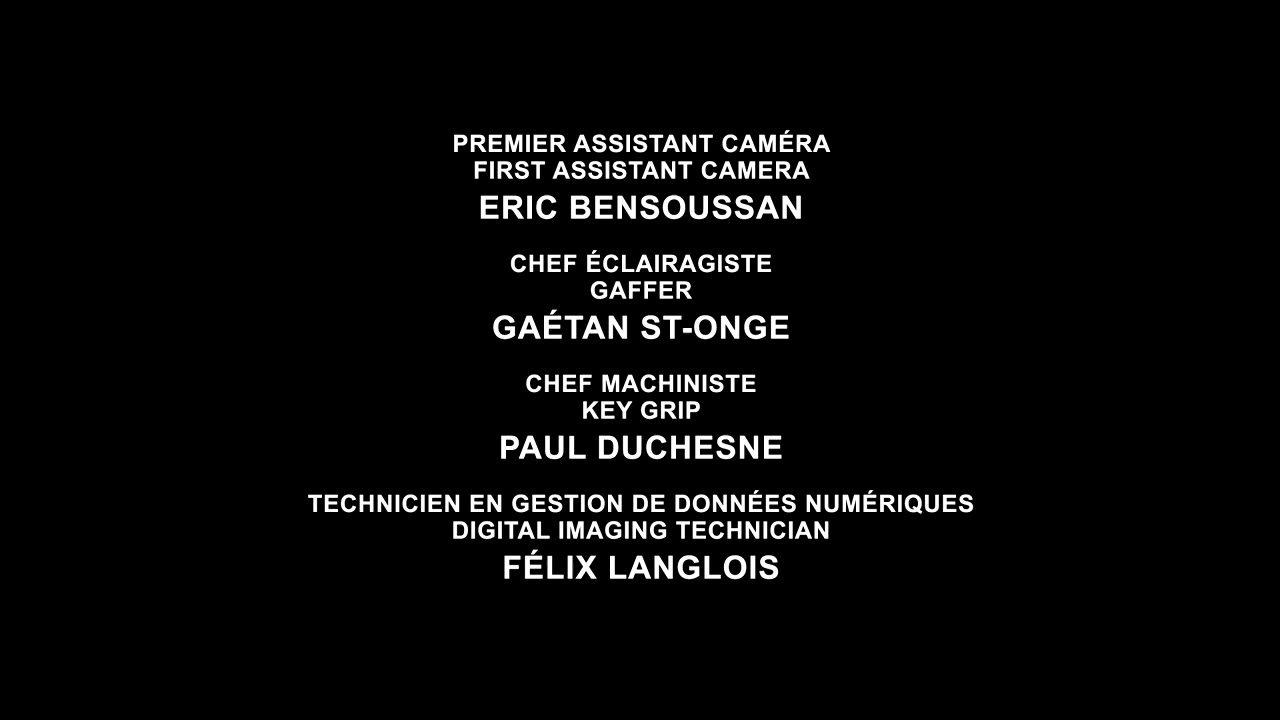 PREMIER ASSISTANT CAMÉRA
FIRST ASSISTANT CAMERA
ERIC BENSOUSSAN
CHEF ÉCLAIRAGISTE
GAFFER
GAÉTAN ST-ONGE
CHEF MACHINISTE
KEY GRIP
PAUL DUCHESNE
TECHNICIEN EN GESTION DE DONNÉES NUMÉRIQUES
DIGITAL IMAGING TECHNICIAN
FÉLIX LANGLOIS